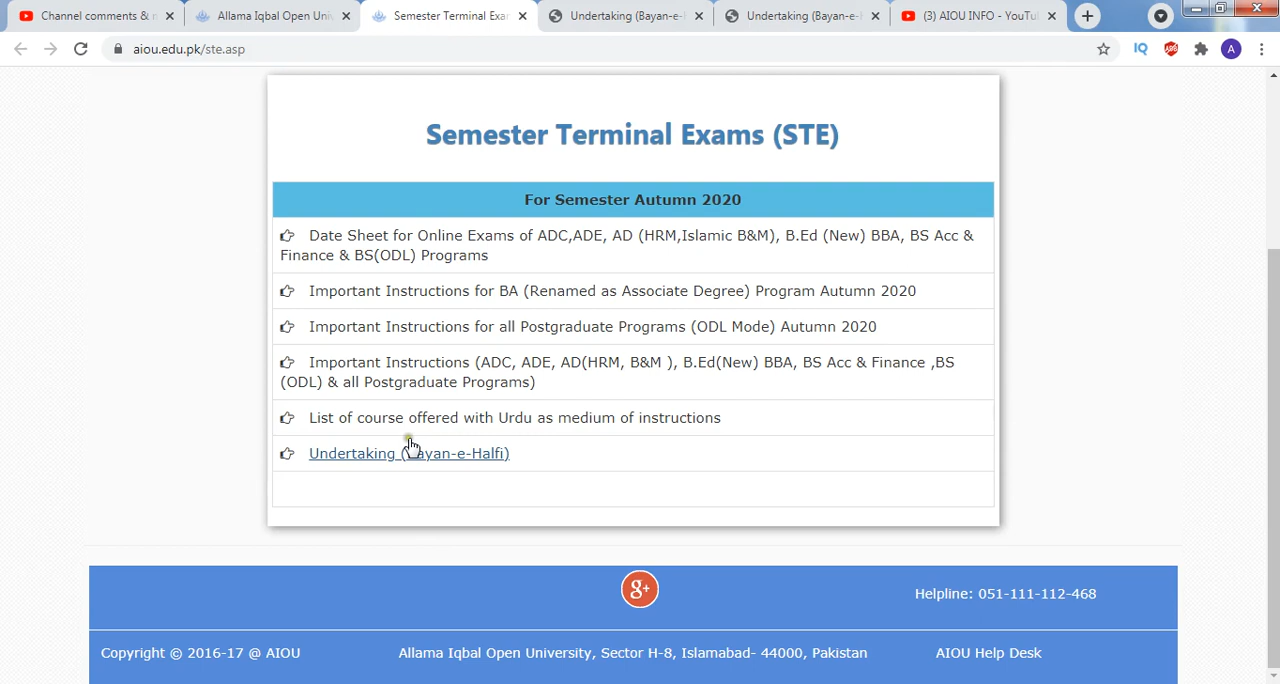 Channel comments & m
Allama Iqbal Open Uni
Semester Terminal Exa
Undertaking (Bayan-e-H
Undertaking (Bayan-e-H
(3) AIOU INFO - YouTu
aiou.edu.pk/ste.asp
IQ
A
Semester Terminal Exams (STE)
For Semester Autumn 2020
Date Sheet for Online Exams of ADC,ADE, AD (HRM,Islamic B&M), B.Ed (New) BBA, BS Acc &
Finance & BS(ODL) Programs
Important Instructions for BA (Renamed as Associate Degree) Program Autumn 2020
Important Instructions for all Postgraduate Programs (ODL Mode) Autumn 2020
Important Instructions (ADC, ADE, AD(HRM, B&M ), B.Ed(New) BBA, BS Acc & Finance ,BS
(ODL) & all Postgraduate Programs)
List of course offered with Urdu as medium of instructions
Undertaking (Bayan-e-Halfi)
g+
Helpline: 051-111-112-468
Copyright © 2016-17 @ AIOU
Allama Iqbal Open University, Sector H-8, Islamabad- 44000, Pakistan
AIOU Help Desk